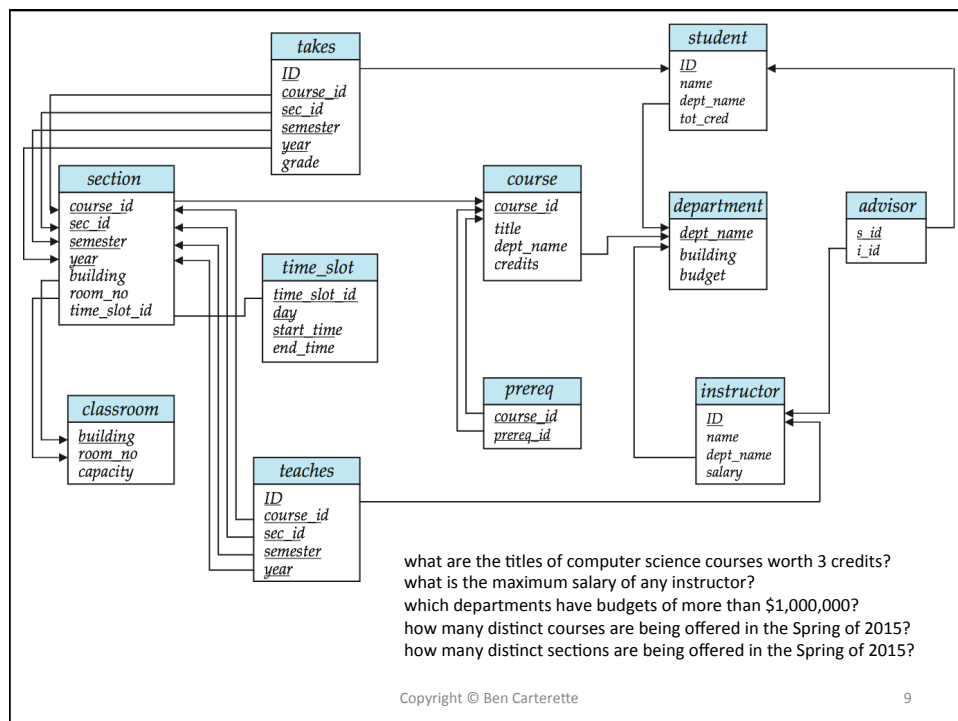 takes
ID
course_id
sec_id
semester
year
grade
student
ID
name
dept_name
tot_cred
section
course_id
sec_id
semester
year
building
room_no
time_slot_id
course
course_id
title
dept_name
credits
department
dept_name
building
budget
advisor
s_id
i_id
time_slot
time_slot_id
day
start_time
end_time
prereq
course_id
prereq_id
instructor
ID
name
dept_name
salary
classroom
building
room_no
capacity
teaches
ID
course_id
sec_id
semester
year
what are the titles of computer science courses worth 3 credits?
what is the maximum salary of any instructor?
which departments have budgets of more than $1,000,000?
how many distinct courses are being offered in the Spring of 2015?
how many distinct sections are being offered in the Spring of 2015?
Copyright © Ben Carterette
9